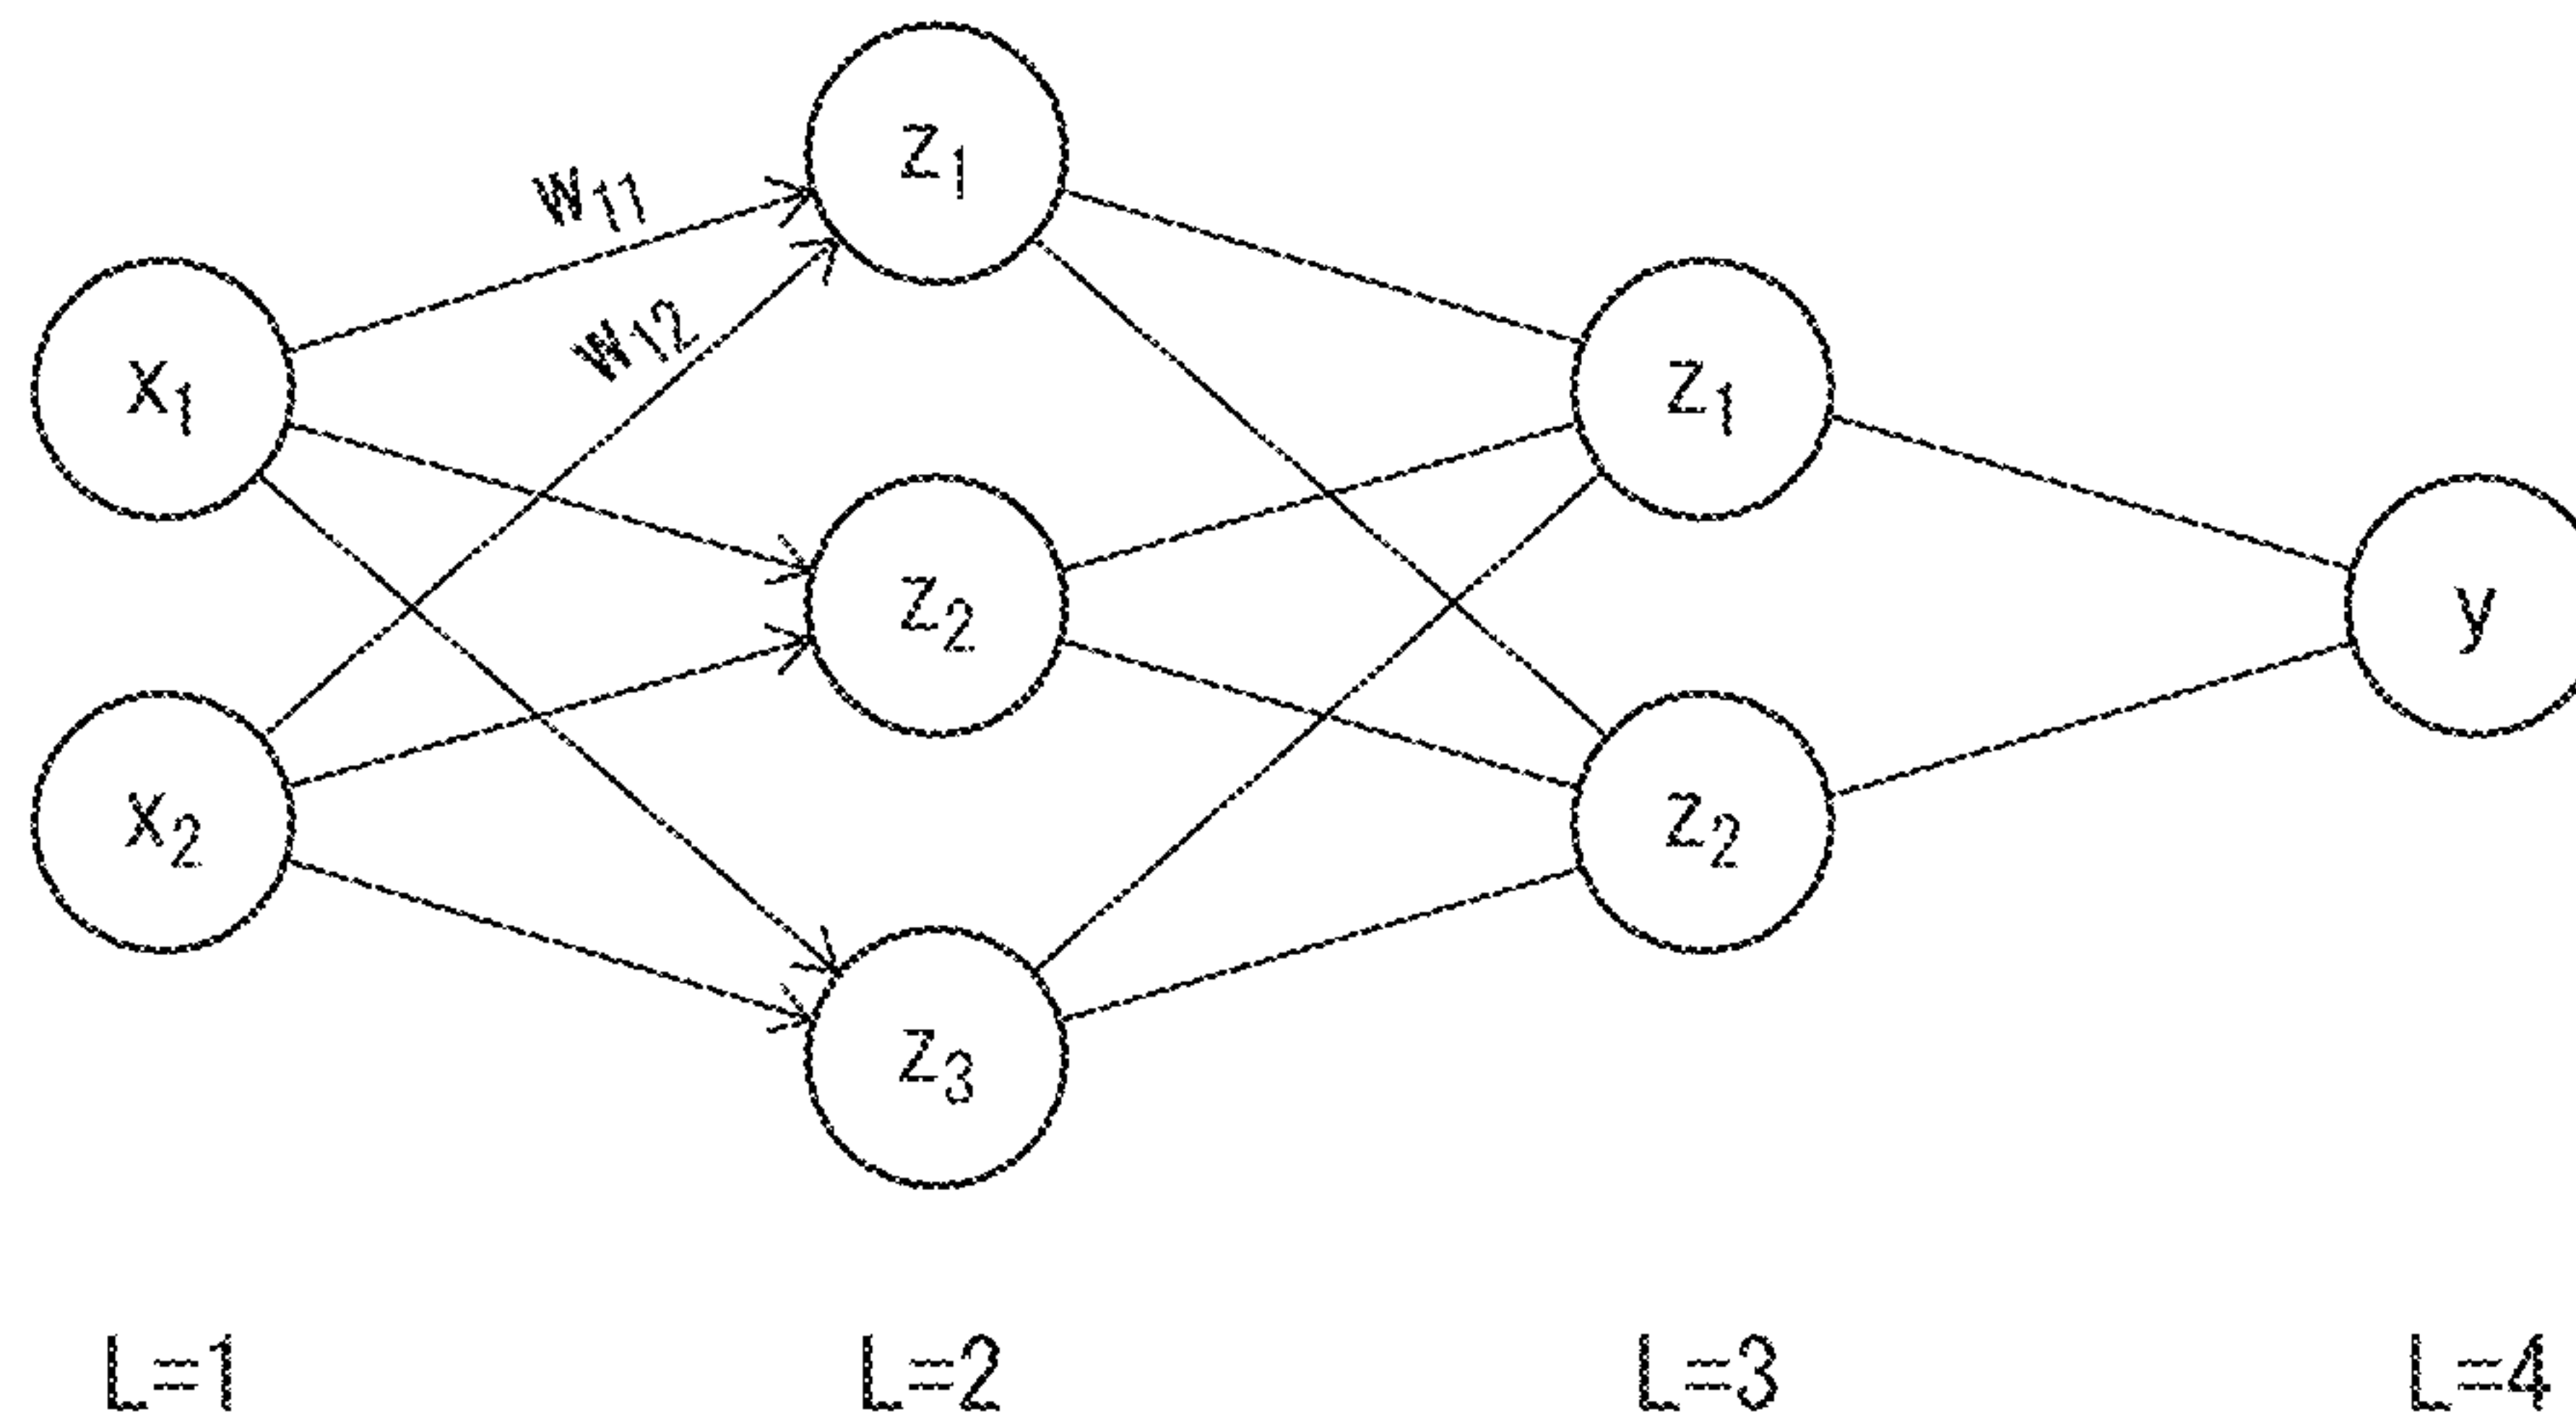 w₁₁
w₁₂
x₁
x₂
z₁
z₂
z₃
z₁
z₂
y
L=1 L=2 L=3 L=4